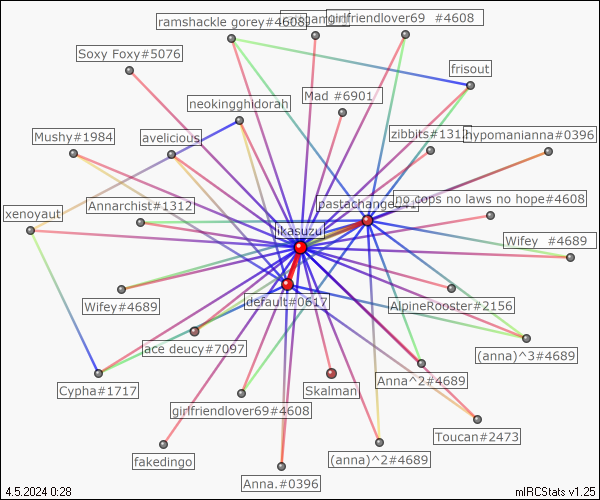 ramshackle gorey#4608
girlfriendlover69 #4608
Soxy Foxy#5076
frisout
neokingghidorah
Mad #6901
Mushy#1984
avelicious
zibbits#1312
hypomanianna#0396
Annarchist#1312
no cops no laws no hope#4608
xenoyaut
ikasuzu
Wifey #4689
Wifey#4689
default#0617
AlpineRooster#2156
ace deucy#7097
(anna)^3#4689
Cypha#1717
Skalman
Anna^2#4689
girlfriendlover69#4608
Toucan#2473
fakedingo
(anna)^2#4689
Anna.#0396
4.5.2024 0:28
mIRCStats v1.25